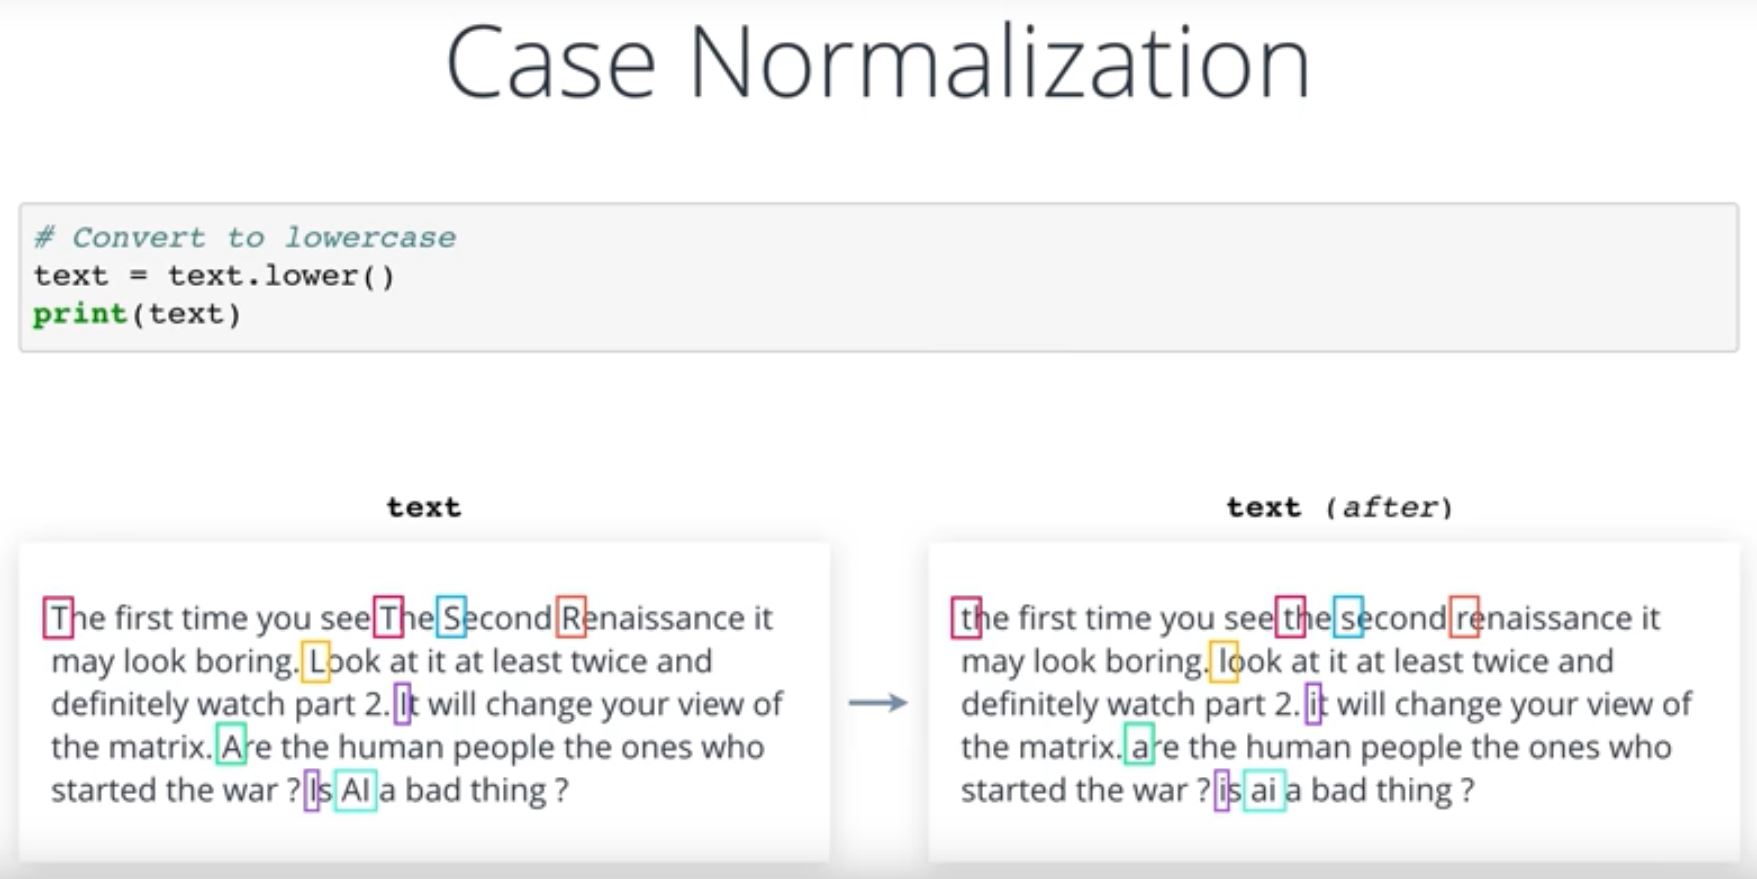 Case Normalization
# Convert to lowercase
text = text.lower()
print(text)
text
The first time you see The Second Renaissance it
may look boring. Look at it at least twice and
definitely watch part 2. It will change your view of
the matrix. Are the human people the ones who
started the war ? Is AI a bad thing ?
text (after)
the first time you see the second renaissance it
may look boring. look at it at least twice and
definitely watch part 2. it will change your view of
the matrix. are the human people the ones who
started the war ? is ai a bad thing ?